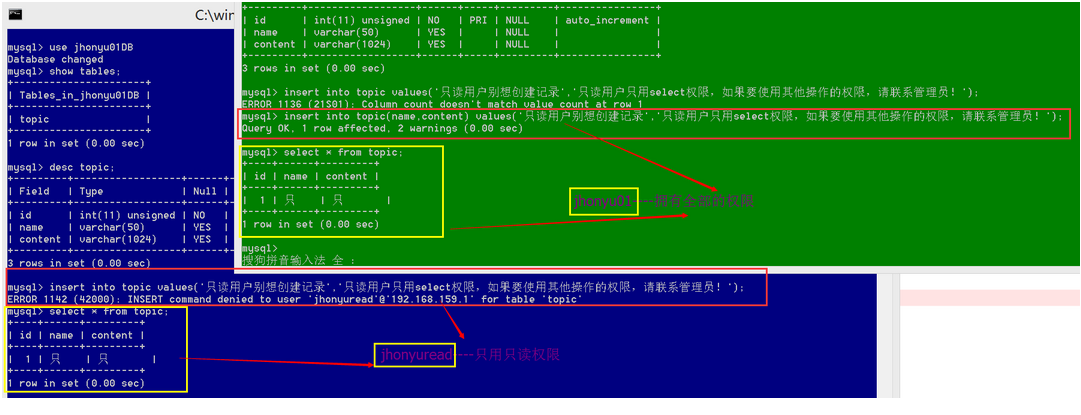 C:\win
mysql> use jhonyu01DB
Database changed
mysql> show tables;
+----------------------+
| Tables_in_jhonyu01DB |
+----------------------+
| topic                |
+----------------------+
1 row in set (0.00 sec)
mysql> desc topic;
| Field   | Type             | Null |
| id      | int(11) unsigned | NO   |
| name    | varchar(50)      | YES  |
| content | varchar(1024)    | YES  |
3 rows in set (0.00 sec)
| id      | int(11) unsigned | NO   | PRI | NULL    | auto_increment |
| name    | varchar(50)      | YES  |     | NULL    |                |
| content | varchar(1024)    | YES  |     | NULL    |                |
3 rows in set (0.00 sec)
mysql> insert into topic values('只读用户别想创建记录','只读用户只用select权限，如果要使用其他操作的权限，请联系管理员！');
ERROR 1136 (21S01): Column count doesn't match value count at row 1
mysql> insert into topic(name,content) values('只读用户别想创建记录','只读用户只用select权限，如果要使用其他操作的权限，请联系管理员！');
Query OK, 1 row affected, 2 warnings (0.00 sec)
mysql> select * from topic;
+----+------+---------+
| id | name | content |
+----+------+---------+
|  1 | 只   | 只      |
+----+------+---------+
1 row in set (0.00 sec)
jhonyu01----拥有全部的权限
mysql>
搜狗拼音输入法 全 ：
mysql> insert into topic values('只读用户别想创建记录','只读用户只用select权限，如果要使用其他操作的权限，请联系管理员！');
ERROR 1142 (42000): INSERT command denied to user 'jhonyuread'@'192.168.159.1' for table 'topic'
mysql> select * from topic;
+----+------+---------+
| id | name | content |
+----+------+---------+
|  1 | 只   | 只      |
+----+------+---------+
1 row in set (0.00 sec)
jhonyuread----只用只读权限